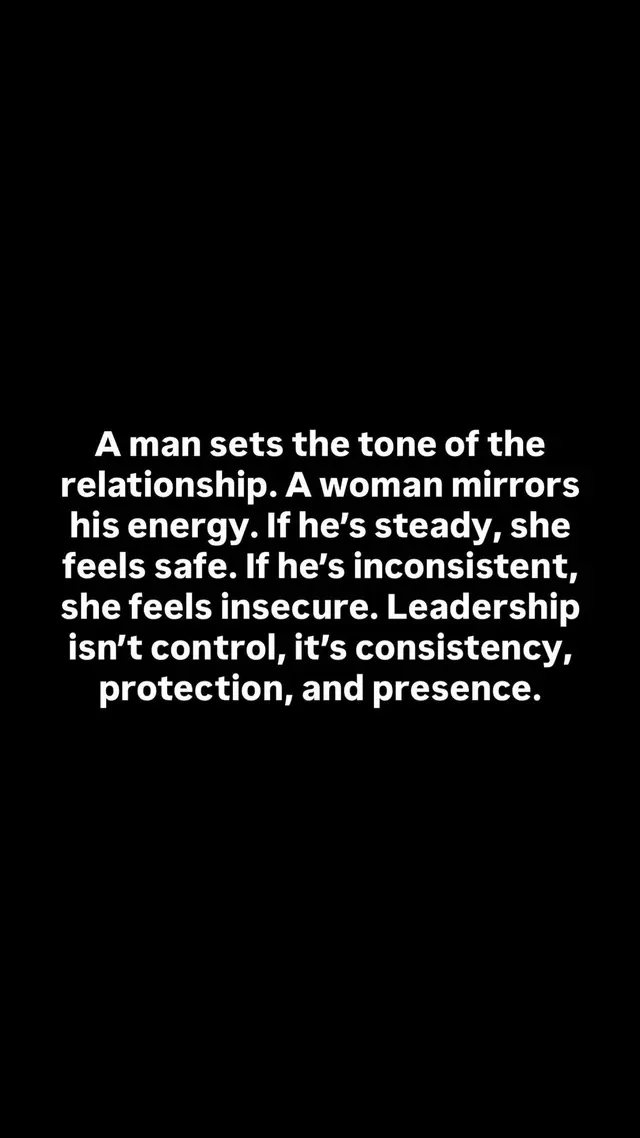 A man sets the tone of the
relationship. A woman mirrors
his energy. If he’s steady, she
feels safe. If he’s inconsistent,
she feels insecure. Leadership
isn’t control, it’s consistency,
protection, and presence.